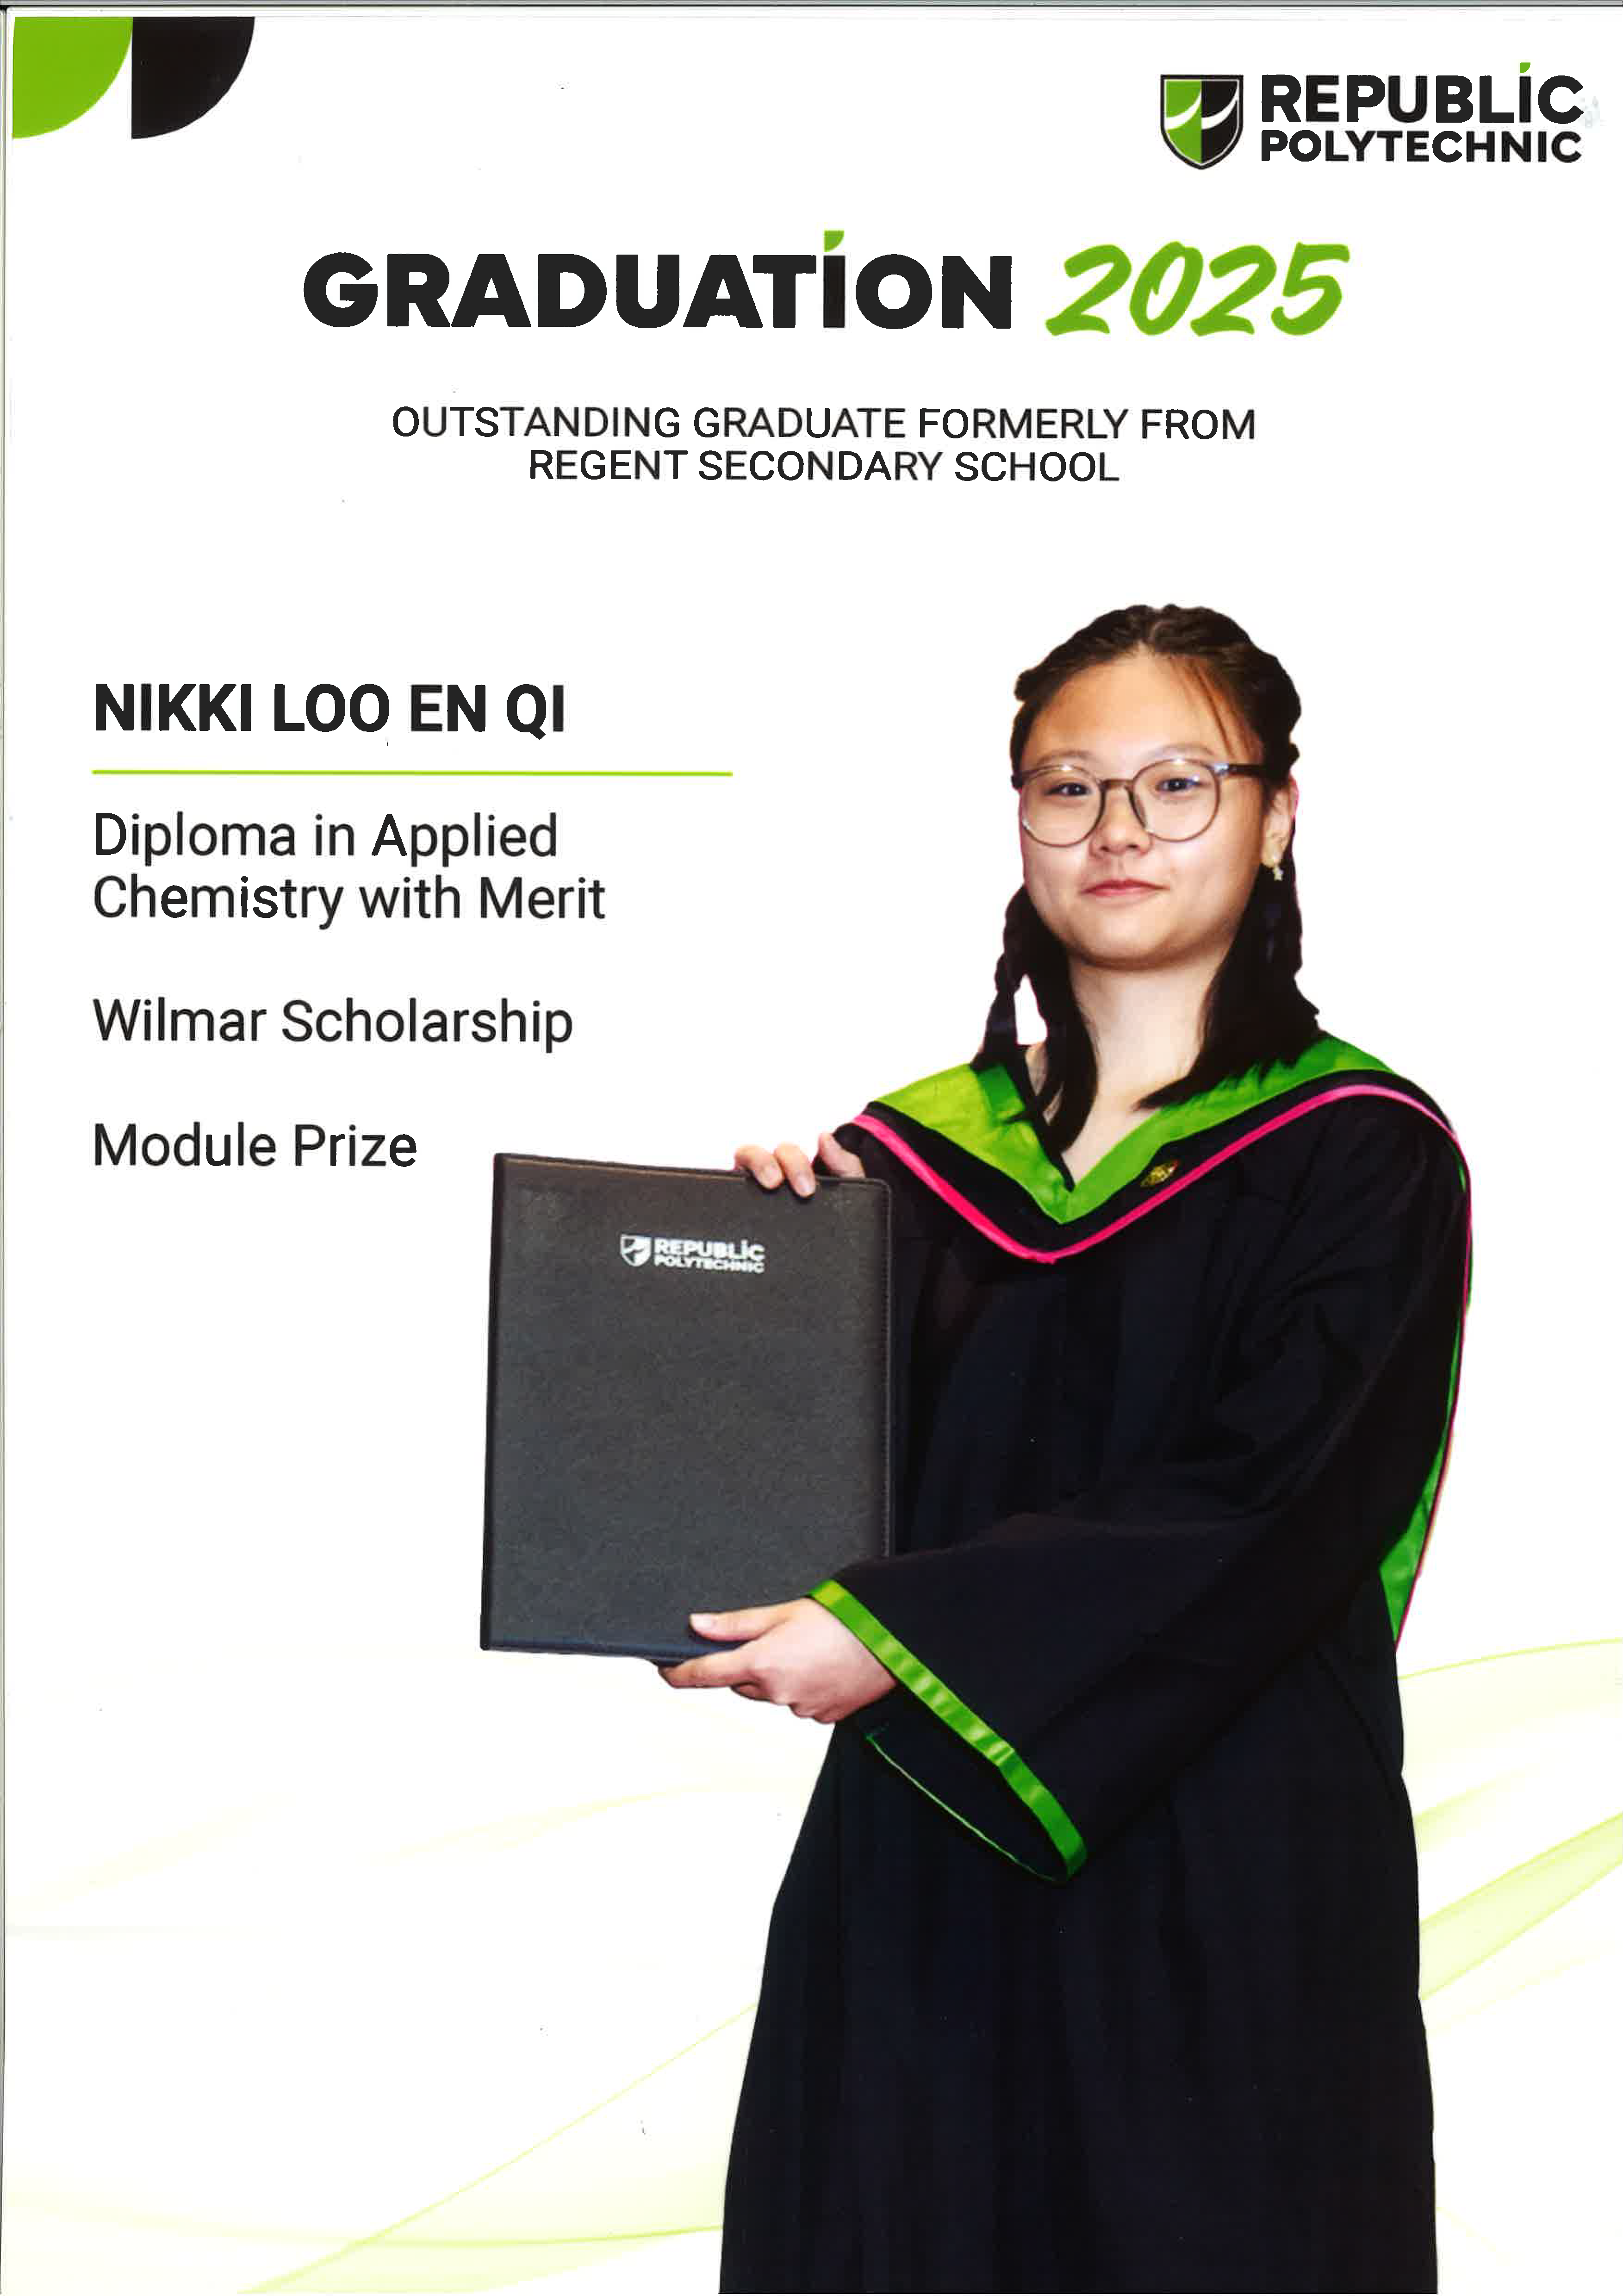 REPUBLIC
POLYTECHNIC
GRADUATION 2025
OUTSTANDING GRADUATE FORMERLY FROM
REGENT SECONDARY SCHOOL
NIKKI LOO EN QI
Diploma in Applied
Chemistry with Merit
Wilmar Scholarship
Module Prize
REPUBLIC
POLYTECHNIC